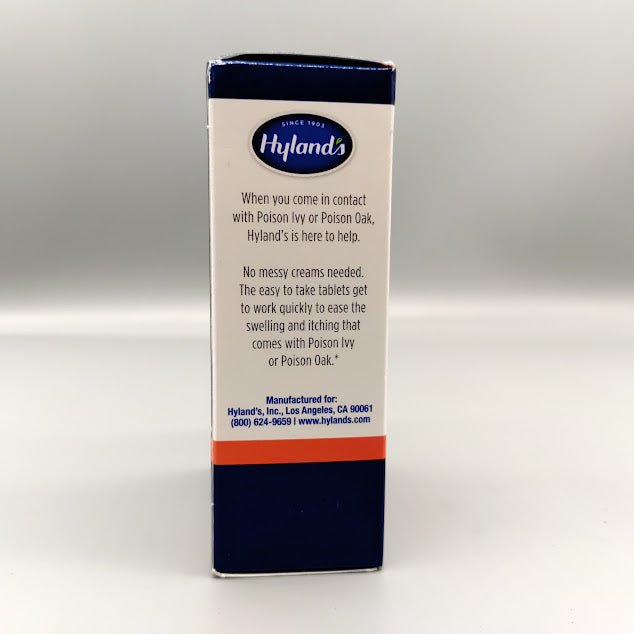 SINCE 1903
Hyland's
When you come in contact
with Poison Ivy or Poison Oak,
Hyland's is here to help.
No messy creams needed.
The easy to take tablets get
to work quickly to ease the
swelling and itching that
comes with Poison Ivy
or Poison Oak.*
Manufactured for:
Hyland's, Inc., Los Angeles, CA 90061
(800) 624-9659 | www.hylands.com